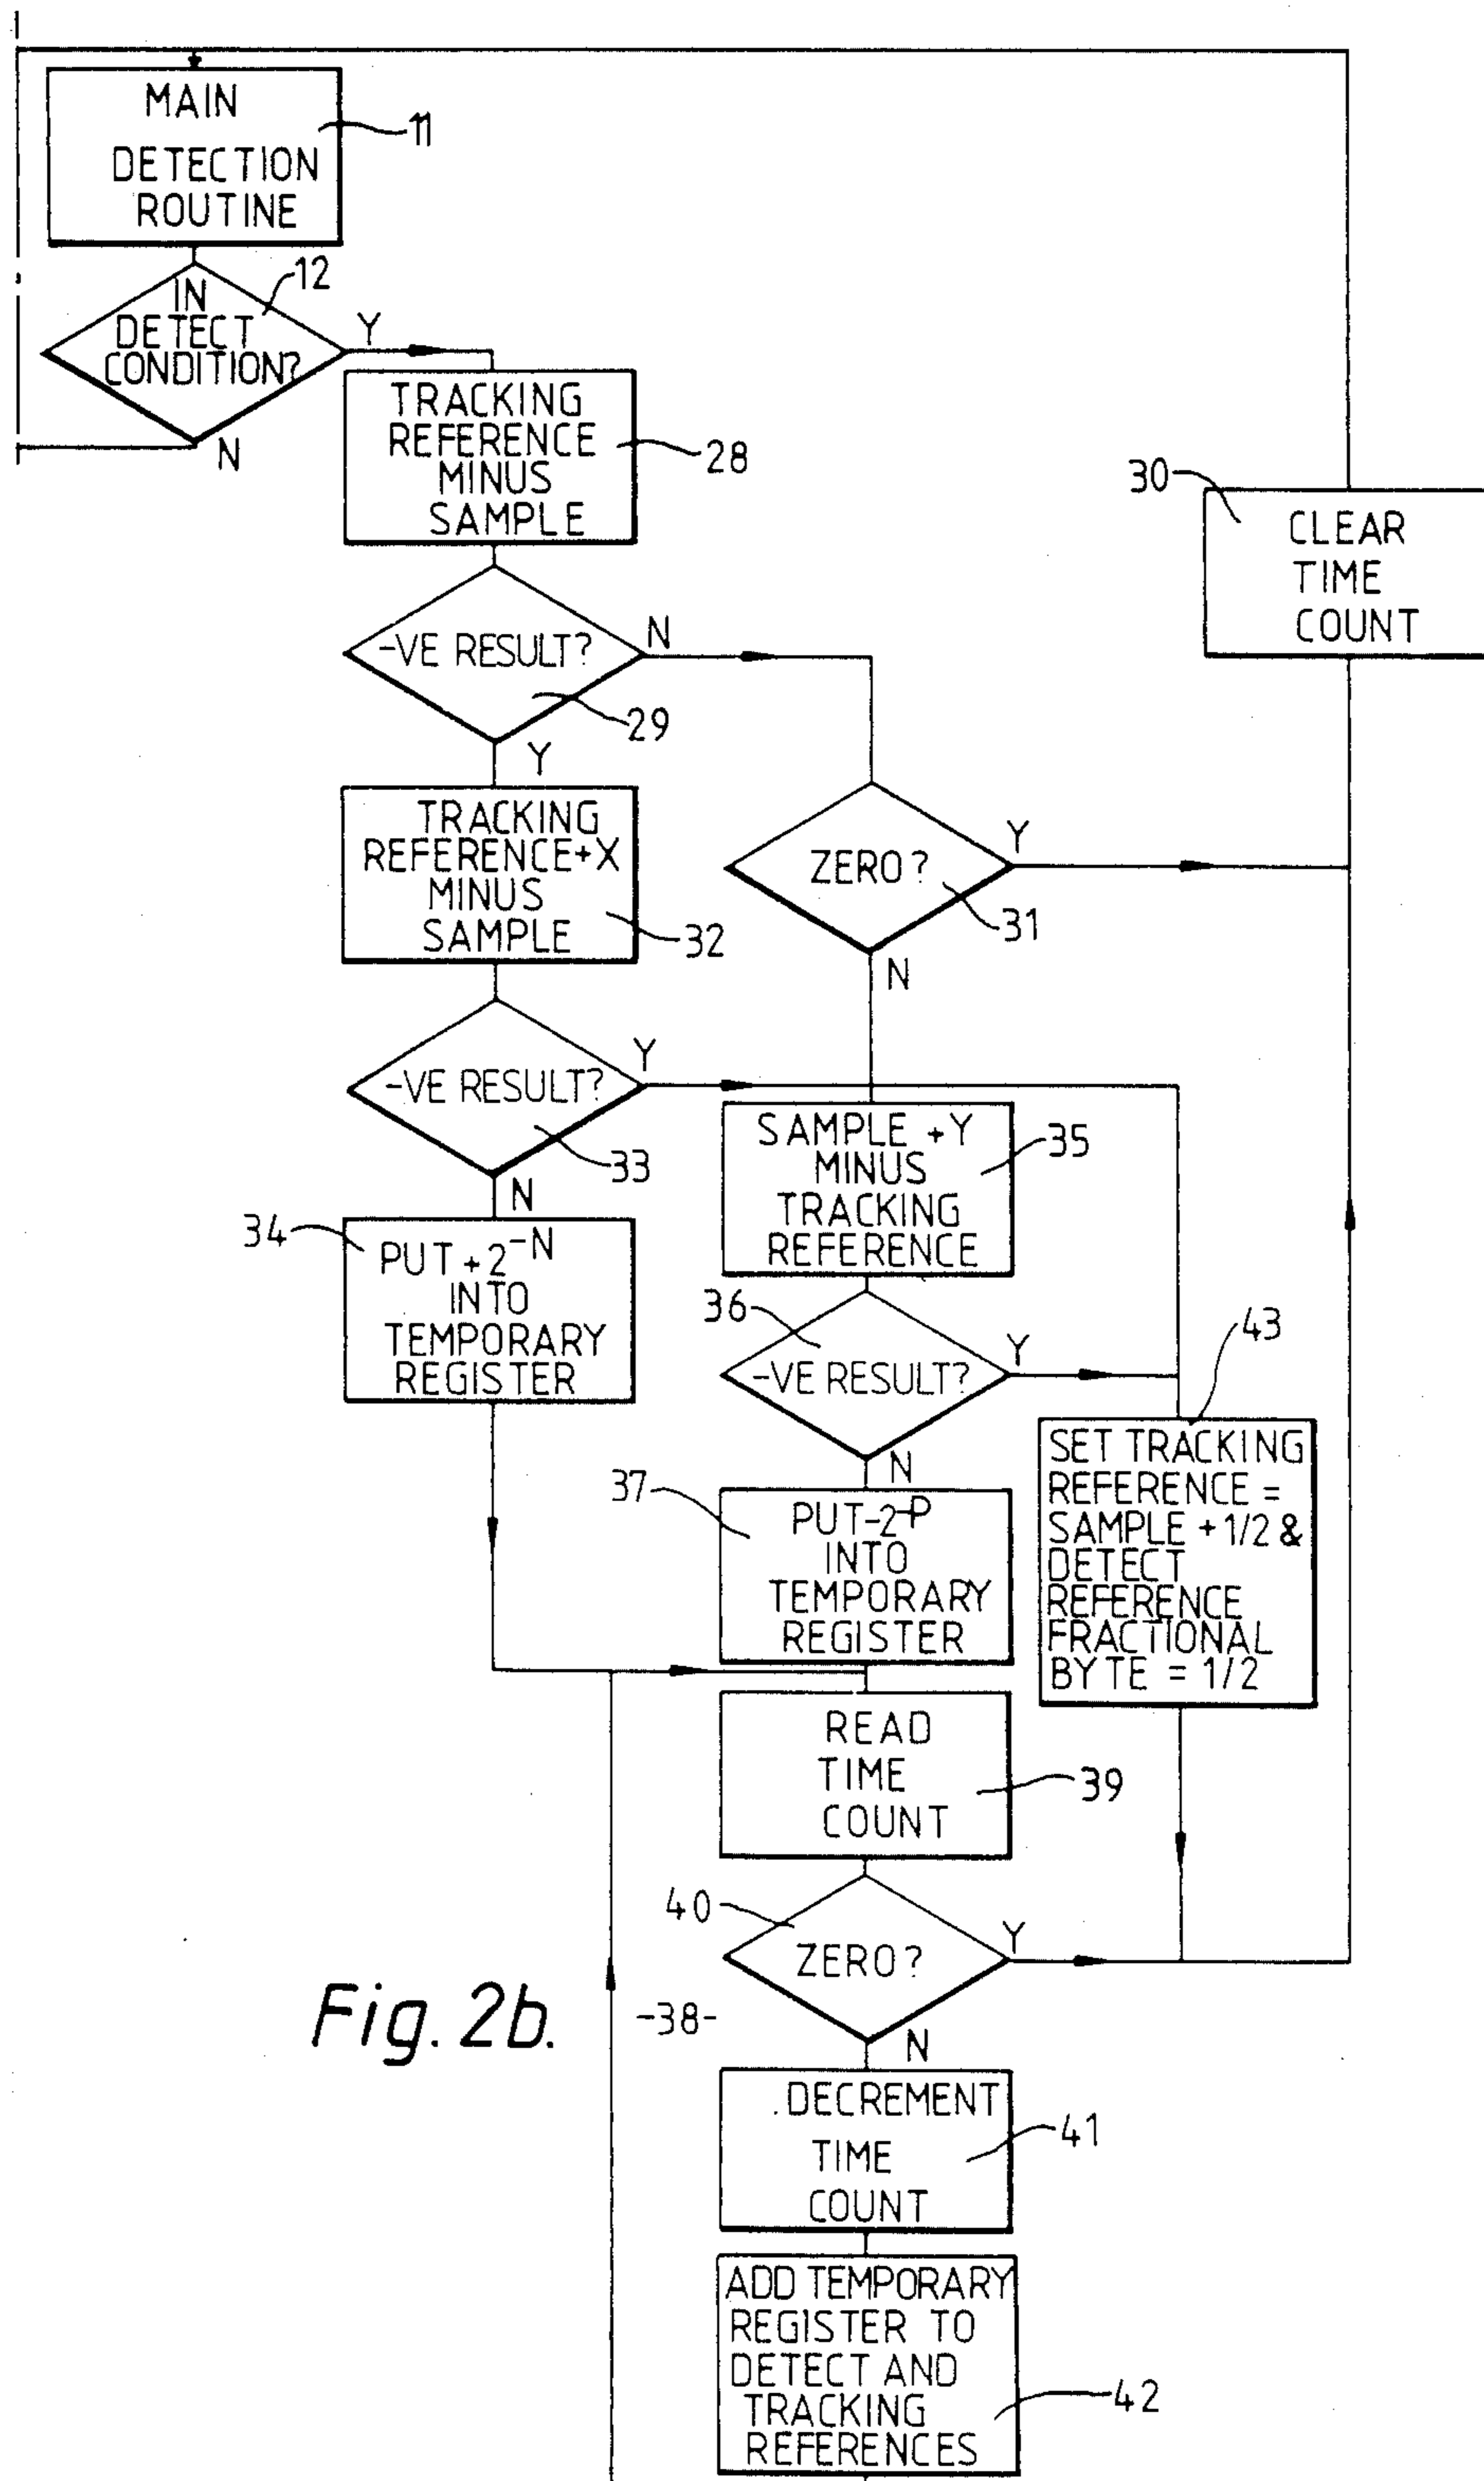 MAIN
DETECTION
ROUTINE
11
12
IN
DETECT
CONDITION?
Y
N
TRACKING
REFERENCE
MINUS
SAMPLE
28
30
CLEAR
TIME
COUNT
-VE RESULT?
N
29
Y
TRACKING
REFERENCE+X
MINUS
SAMPLE
32
ZERO?
Y
31
N
-VE RESULT?
Y
33
N
SAMPLE +Y
MINUS
TRACKING
REFERENCE
35
34
PUT +2^-N
INTO
TEMPORARY
REGISTER
36
-VE RESULT?
Y
N
43
SET TRACKING
REFERENCE =
SAMPLE + 1/2 &
DETECT
REFERENCE
FRACTIONAL
BYTE = 1/2
37
PUT-2^-P
INTO
TEMPORARY
REGISTER
READ
TIME
COUNT
39
40
ZERO?
Y
N
Fig. 2b.
-38-
DECREMENT
TIME
COUNT
41
ADD TEMPORARY
REGISTER TO
DETECT AND
TRACKING
REFERENCES
42